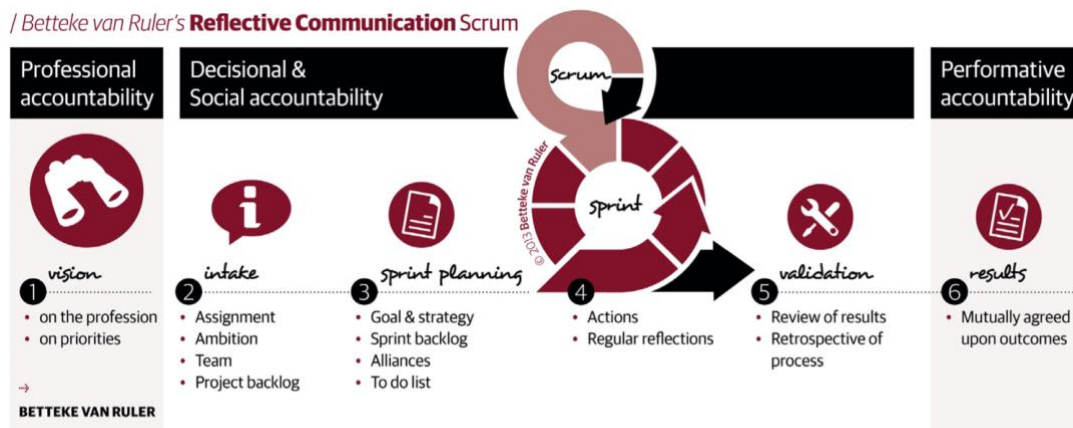 / Betteke van Ruler's Reflective Communication Scrum
Professional
accountability
Decisional &
Social accountability
Performative
accountability
scrum
sprint
© 2013 Betteke van Ruler
vision
1
• on the profession
• on priorities
intake
2
• Assignment
• Ambition
• Team
• Project backlog
sprint planning
3
• Goal & strategy
• Sprint backlog
• Alliances
• To do list
4
• Actions
• Regular reflections
validation
5
• Review of results
• Retrospective of
process
results
6
• Mutually agreed
upon outcomes
BETTEKE VAN RULER